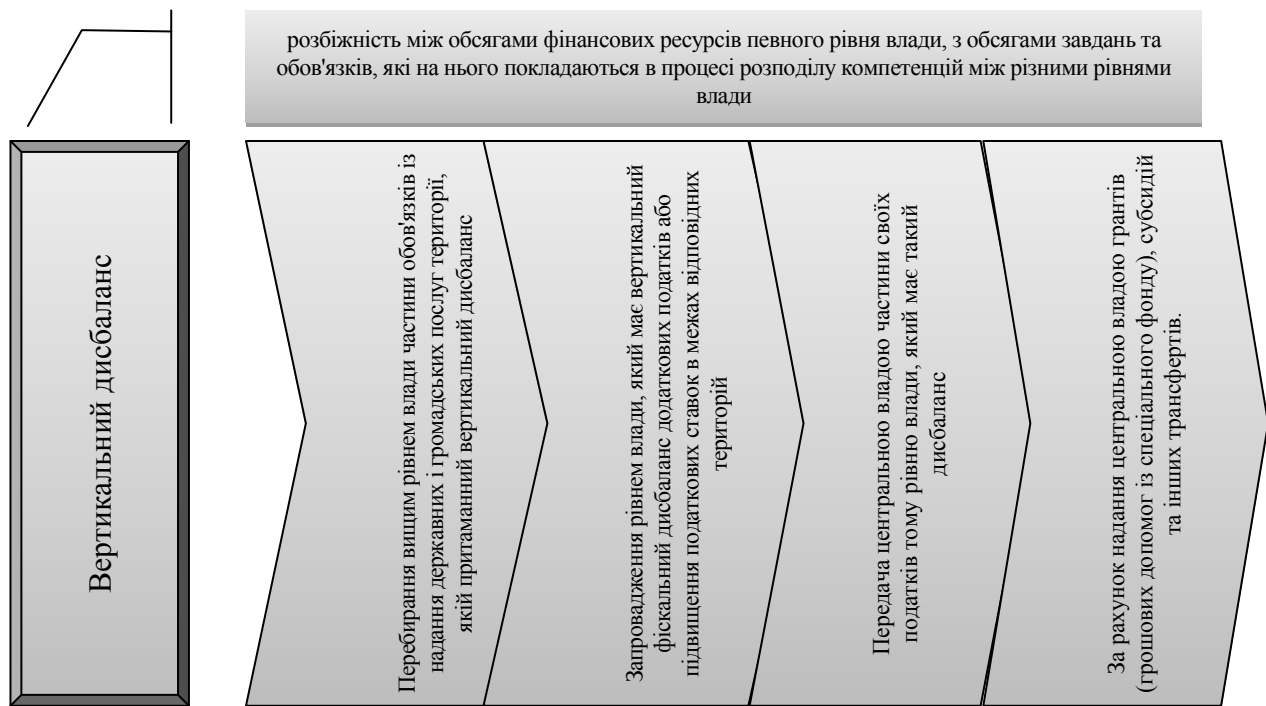 розбіжність між обсягами фінансових ресурсів певного рівня влади, з обсягами завдань та
обов'язків, які на нього покладаються в процесі розподілу компетенцій між різними рівнями
влади
Вертикальний дисбаланс
Перебирання вищим рівнем влади частини обов'язків із
надання державних і громадських послуг території,
якій притаманний вертикальний дисбаланс
Запровадження рівнем влади, який має вертикальний
фіскальний дисбаланс додаткових податків або
підвищення податкових ставок в межах відповідних
територій
Передача центральною владою частини своїх
податків тому рівню влади, який має такий
дисбаланс
За рахунок надання центральною владою грантів
(грошових допомог із спеціального фонду), субсидій
та інших трансфертів.